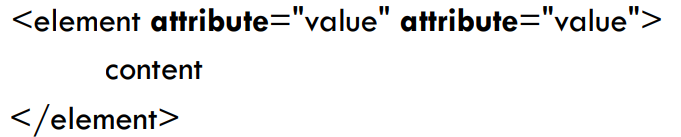 <element attribute="value" attribute="value">
content
</element>